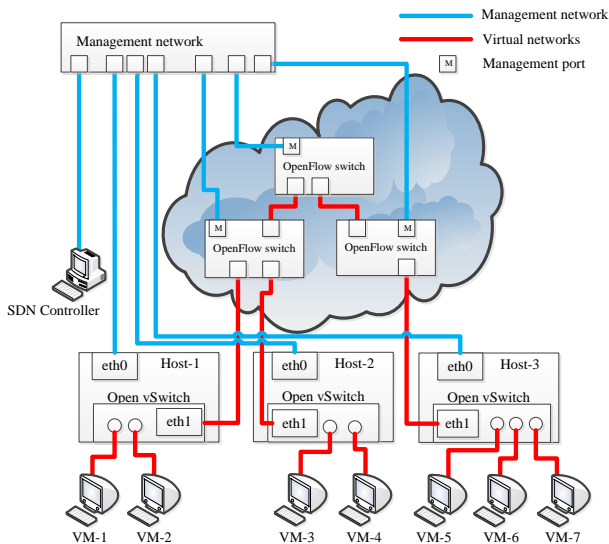 Management network
Virtual networks
M
Management port
Management network
M
OpenFlow switch
M
OpenFlow switch
M
OpenFlow switch
SDN Controller
eth0
Host-1
Open vSwitch
eth1
eth0
Host-2
Open vSwitch
eth1
eth0
Host-3
Open vSwitch
eth1
VM-1
VM-2
VM-3
VM-4
VM-5
VM-6
VM-7